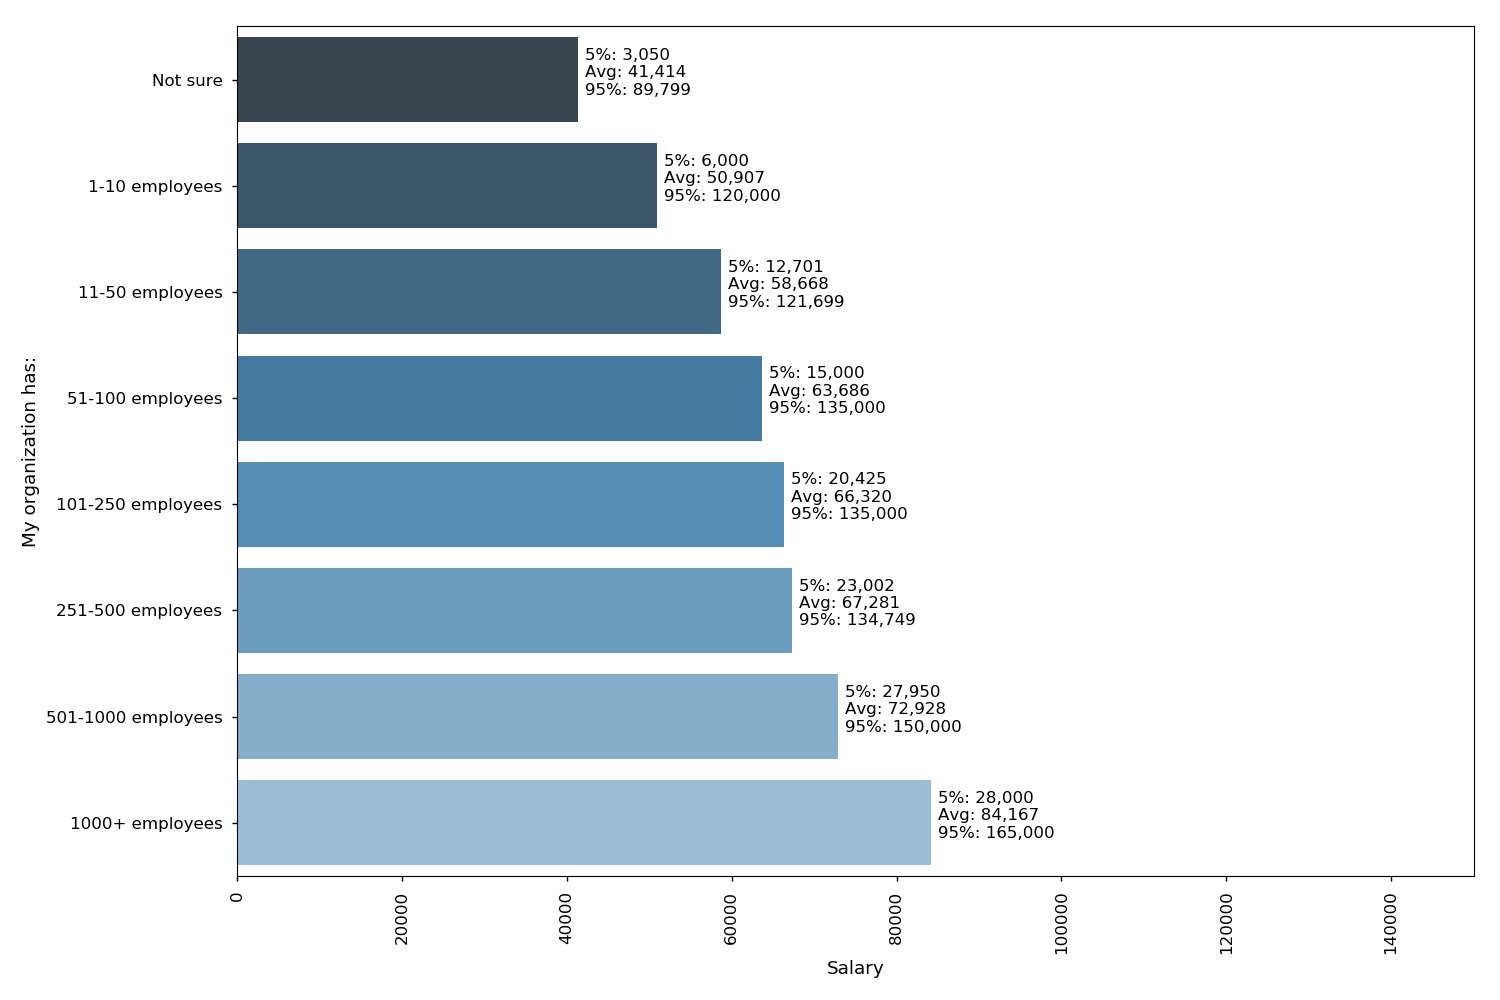 Not sure
5%: 3,050
Avg: 41,414
95%: 89,799
1-10 employees
5%: 6,000
Avg: 50,907
95%: 120,000
11-50 employees
5%: 12,701
Avg: 58,668
95%: 121,699
51-100 employees
5%: 15,000
Avg: 63,686
95%: 135,000
101-250 employees
5%: 20,425
Avg: 66,320
95%: 135,000
251-500 employees
5%: 23,002
Avg: 67,281
95%: 134,749
501-1000 employees
5%: 27,950
Avg: 72,928
95%: 150,000
1000+ employees
5%: 28,000
Avg: 84,167
95%: 165,000
My organization has:
0
20000
40000
60000
80000
100000
120000
140000
Salary